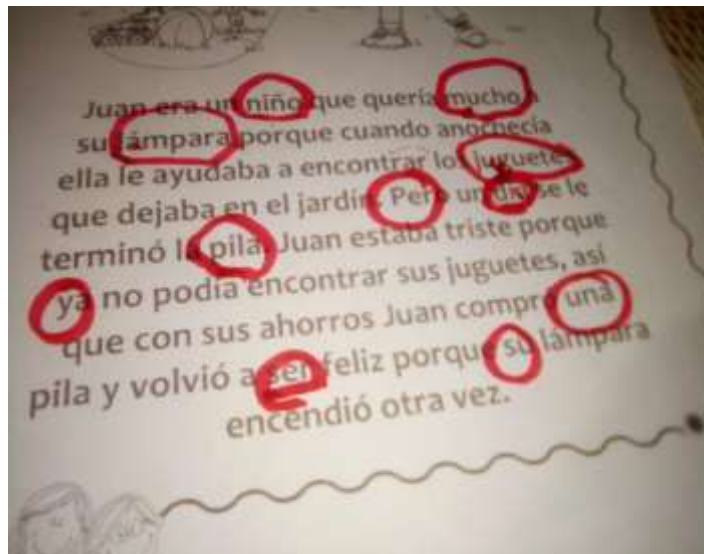 Juan era un niño que quería mucho a
su lámpara porque cuando anochecía
ella le ayudaba a encontrar los juguetes
que dejaba en el jardín. Pero un día se le
terminó la pila. Juan estaba triste porque
ya no podía encontrar sus juguetes, así
que con sus ahorros Juan compró una
pila y volvió a ser feliz porque su lámpara
encendió otra vez.